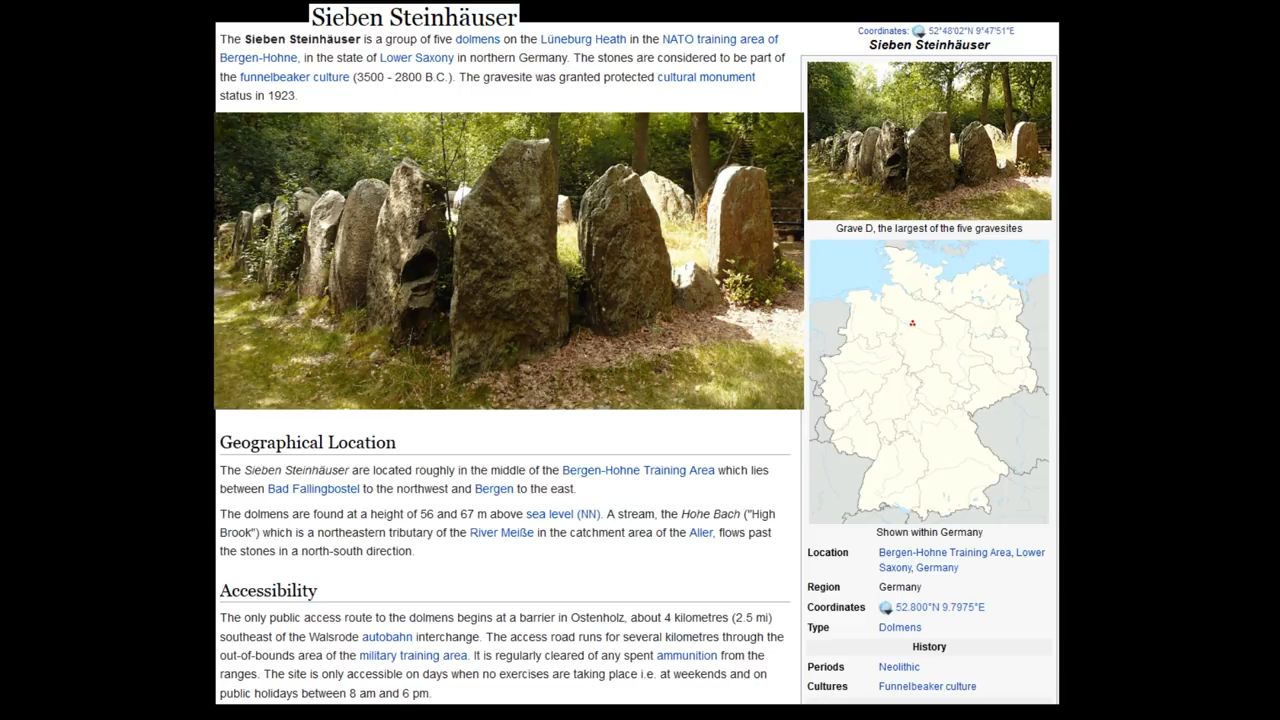 Sieben Steinhäuser
The Sieben Steinhäuser is a group of five dolmens on the Lüneburg Heath in the NATO training area of
Bergen-Hohne, in the state of Lower Saxony in northern Germany. The stones are considered to be part of
the funnelbeaker culture (3500 - 2800 B.C.). The gravesite was granted protected cultural monument
status in 1923.
Geographical Location
The Sieben Steinhäuser are located roughly in the middle of the Bergen-Hohne Training Area which lies
between Bad Fallingbostel to the northwest and Bergen to the east.
The dolmens are found at a height of 56 and 67 m above sea level (NN). A stream, the Hohe Bach ("High
Brook") which is a northeastern tributary of the River Meiße in the catchment area of the Aller, flows past
the stones in a north-south direction.
Accessibility
The only public access route to the dolmens begins at a barrier in Ostenholz, about 4 kilometres (2.5 mi)
southeast of the Walsrode autobahn interchange. The access road runs for several kilometres through the
out-of-bounds area of the military training area. It is regularly cleared of any spent ammunition from the
ranges. The site is only accessible on days when no exercises are taking place i.e. at weekends and on
public holidays between 8 am and 6 pm.
Coordinates: 52°48′02″N 9°47′51″E
Sieben Steinhäuser
Grave D, the largest of the five gravesites
Shown within Germany
Location Bergen-Hohne Training Area, Lower
Saxony, Germany
Region Germany
Coordinates 52.800°N 9.7975°E
Type Dolmens
History
Periods Neolithic
Cultures Funnelbeaker culture